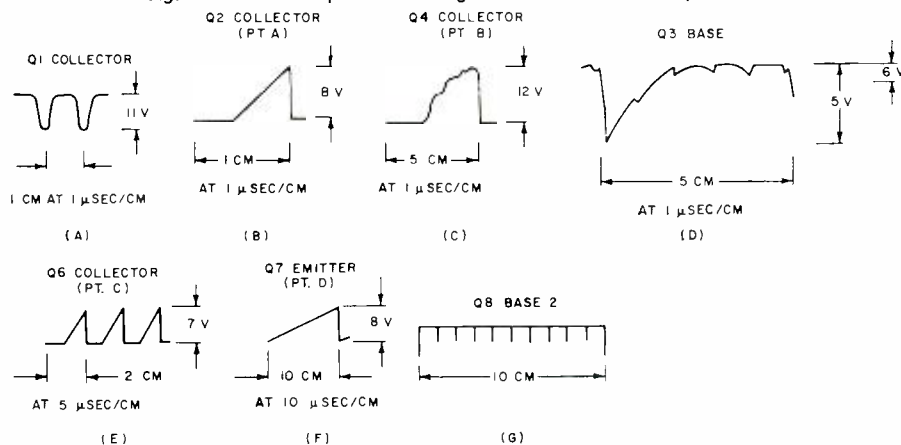 Q1 COLLECTOR
11 V
1 CM AT 1 µSEC/CM
(A)
Q2 COLLECTOR
(PT A)
8 V
1 CM
AT 1 µSEC/CM
(B)
Q4 COLLECTOR
(PT. B)
12 V
5 CM
AT 1 µSEC/CM
(C)
Q3 BASE
6 V
5 V
5 CM
AT 1 µSEC/CM
(D)
Q6 COLLECTOR
(PT. C)
7 V
2 CM
AT 5 µSEC/CM
(E)
Q7 EMITTER
(PT. D)
8 V
10 CM
AT 10 µSEC/CM
(F)
Q8 BASE 2
10 CM
(G)